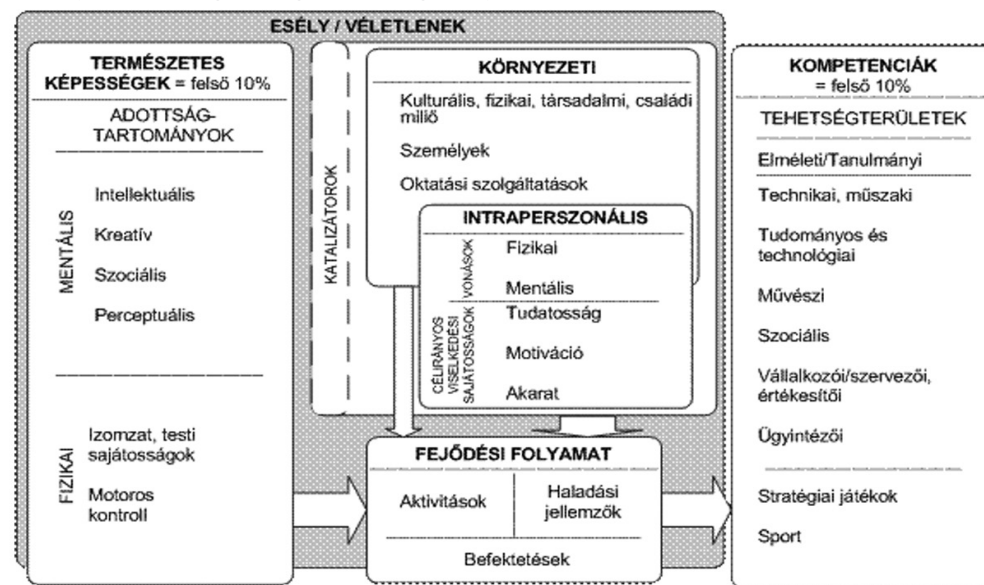 ESÉLY / VÉLETLENEK
TERMÉSZETES
KÉPESSÉGEK = felső 10%
ADOTTSÁG-
TARTOMÁNYOK
MENTÁLIS
Intellektuális
Kreatív
Szociális
Perceptuális
FIZIKAI
Izomzat, testi
sajátosságok
Motoros
kontroll
KATALIZÁTOROK
KÖRNYEZETI
Kulturális, fizikai, társadalmi, családi
miliő
Személyek
Oktatási szolgáltatások
INTRAPERSZONÁLIS
VONÁSOK
Fizikai
Mentális
CÉLIRÁNYOS
VISELKEDÉSI
SAJÁTOSSÁGOK
Tudatosság
Motiváció
Akarat
FEJŐDÉSI FOLYAMAT
Aktivitások
Haladási
jellemzők
Befektetések
KOMPETENCIÁK
= felső 10%
TEHETSÉGTERÜLETEK
Elméleti/Tanulmányi
Technikai, műszaki
Tudományos és
technológiai
Művészi
Szociális
Vállalkozói/szervezői,
értékesítői
Ügyintézői
Stratégiai játékok
Sport